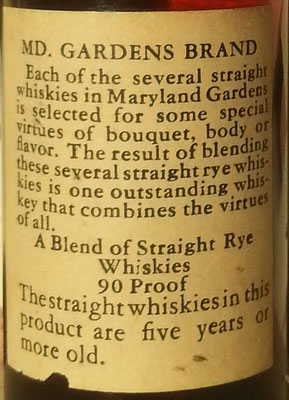 MD. GARDENS BRAND
Each of the several straight
whiskies in Maryland Gardens
is selected for some special
virtues of bouquet, body or
flavor. The result of blending
these several straight rye whis-
kies is one outstanding whis-
key that combines the virtues
of all.
A Blend of Straight Rye
Whiskies
90 Proof
The straight whiskies in this
product are five years or
more old.